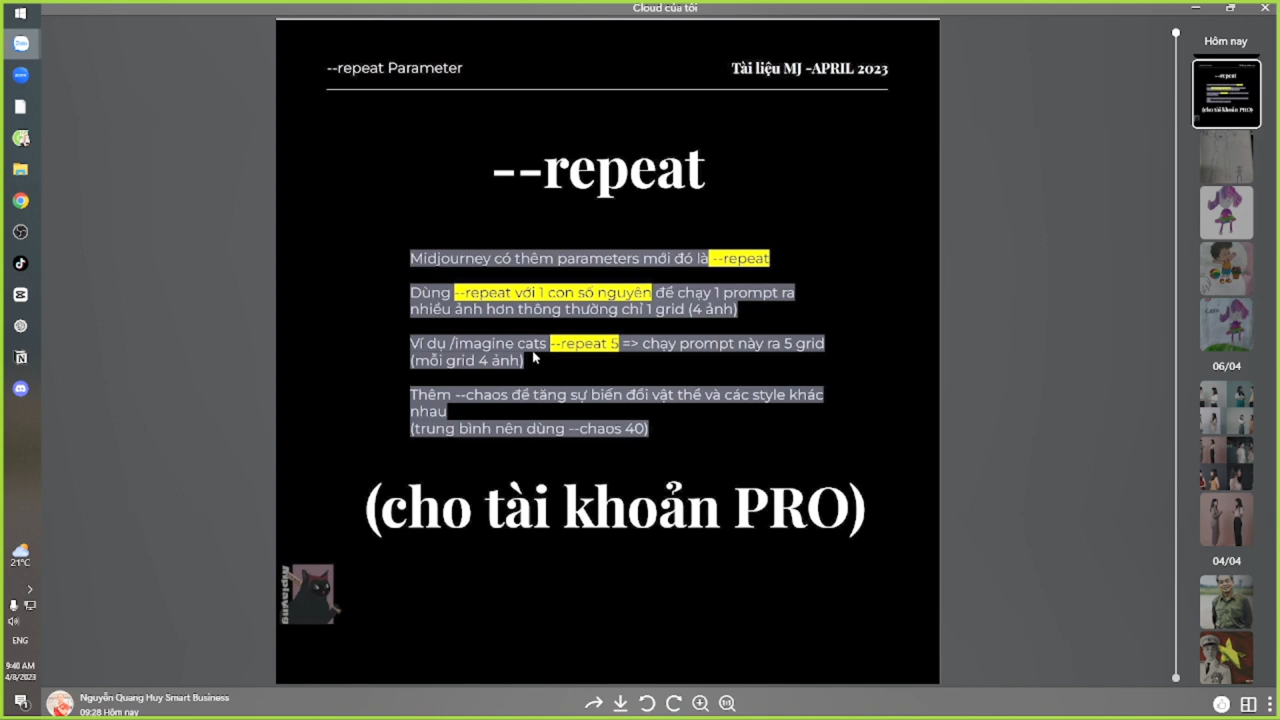 Cloud của tôi
--repeat Parameter
Tài liệu MJ -APRIL 2023
--repeat
Midjourney có thêm parameters mới đó là --repeat
Dùng --repeat với 1 con số nguyên để chạy 1 prompt ra
nhiều ảnh hơn thông thường chỉ 1 grid (4 ảnh)
Ví dụ /imagine cats --repeat 5 => chạy prompt này ra 5 grid
(mỗi grid 4 ảnh)
Thêm --chaos để tăng sự biến đổi vật thể và các style khác
nhau
(trung bình nên dùng --chaos 40)
(cho tài khoản PRO)
Hôm nay
--repeat
(cho tài khoản PRO)
06/04
04/04
21°C
ENG
9:40 AM
4/8/2023
Nguyễn Quang Huy Smart Business
09:28 Hôm nay